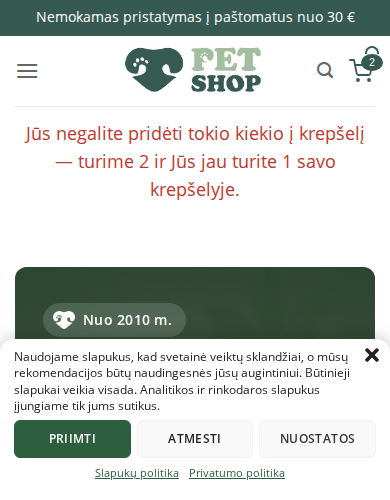 Nemokamas pristatymas į paštomatus nuo 30 €
PET
SHOP
2
Jūs negalite pridėti tokio kiekio į krepšelį
— turime 2 ir Jūs jau turite 1 savo
krepšelyje.
Nuo 2010 m.
Naudojame slapukus, kad svetainė veiktų sklandžiai, o mūsų
rekomendacijos būtų naudingesnės jūsų augintiniui. Būtinieji
slapukai veikia visada. Analitikos ir rinkodaros slapukus
įjungiame tik jums sutikus.
PRIIMTI
ATMESTI
NUOSTATOS
Slapukų politika
Privatumo politika